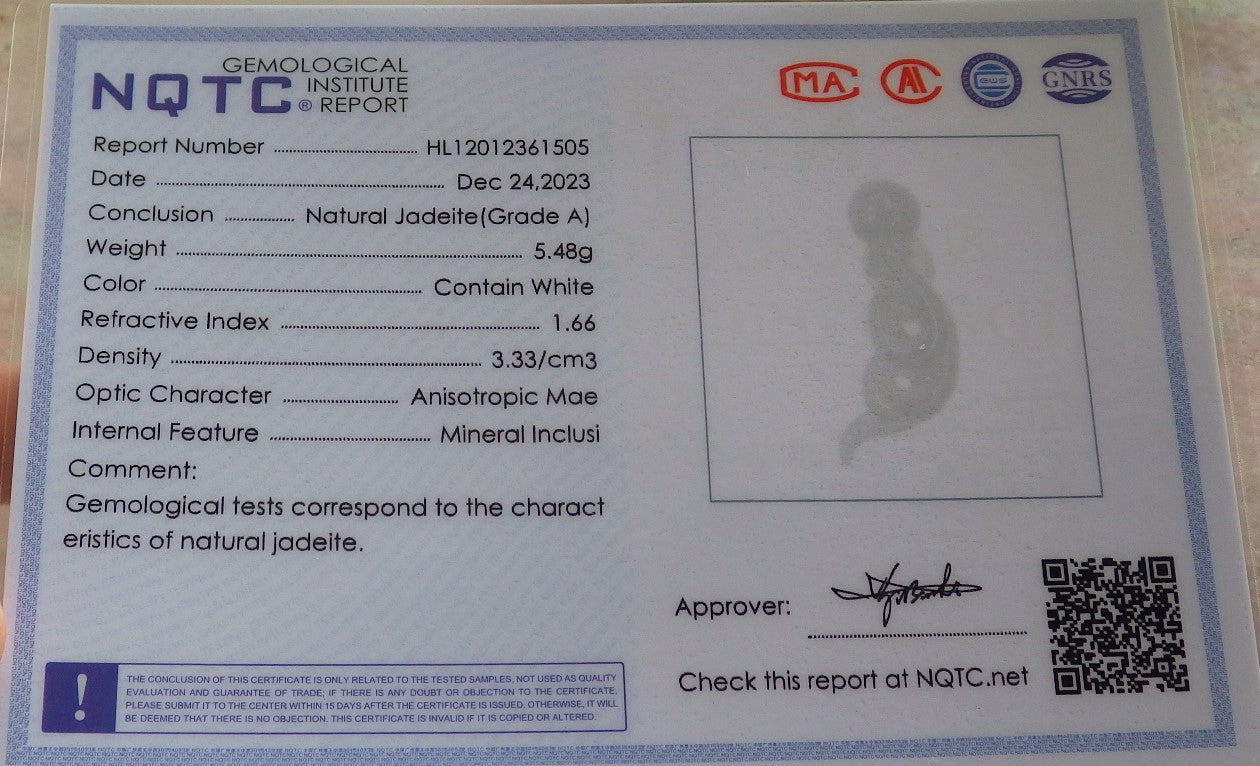 GEMOLOGICAL
NQTC INSTITUTE
® REPORT
MA
AL
GNRS
Report Number ........ HL12012361505
Date ........ Dec 24,2023
Conclusion ........ Natural Jadeite(Grade A)
Weight ........ 5.48g
Color ........ Contain White
Refractive Index ........ 1.66
Density ........ 3.33/cm3
Optic Character ........ Anisotropic Mae
Internal Feature ........ Mineral Inclusi
Comment:
Gemological tests correspond to the charact
eristics of natural jadeite.
Approver:
Check this report at NQTC.net
!
THE CONCLUSION OF THIS CERTIFICATE IS ONLY RELATED TO THE TESTED SAMPLES, NOT USED AS QUALITY
EVALUATION AND GUARANTEE OF TRADE; IF THERE IS ANY DOUBT OR OBJECTION TO THE CERTIFICATE,
PLEASE SUBMIT IT TO THE CENTER WITHIN 15 DAYS AFTER THE CERTIFICATE IS ISSUED. OTHERWISE, IT WILL
BE DEEMED THAT THERE IS NO OBJECTION. THIS CERTIFICATE IS INVALID IF IT IS COPIED OR ALTERED.